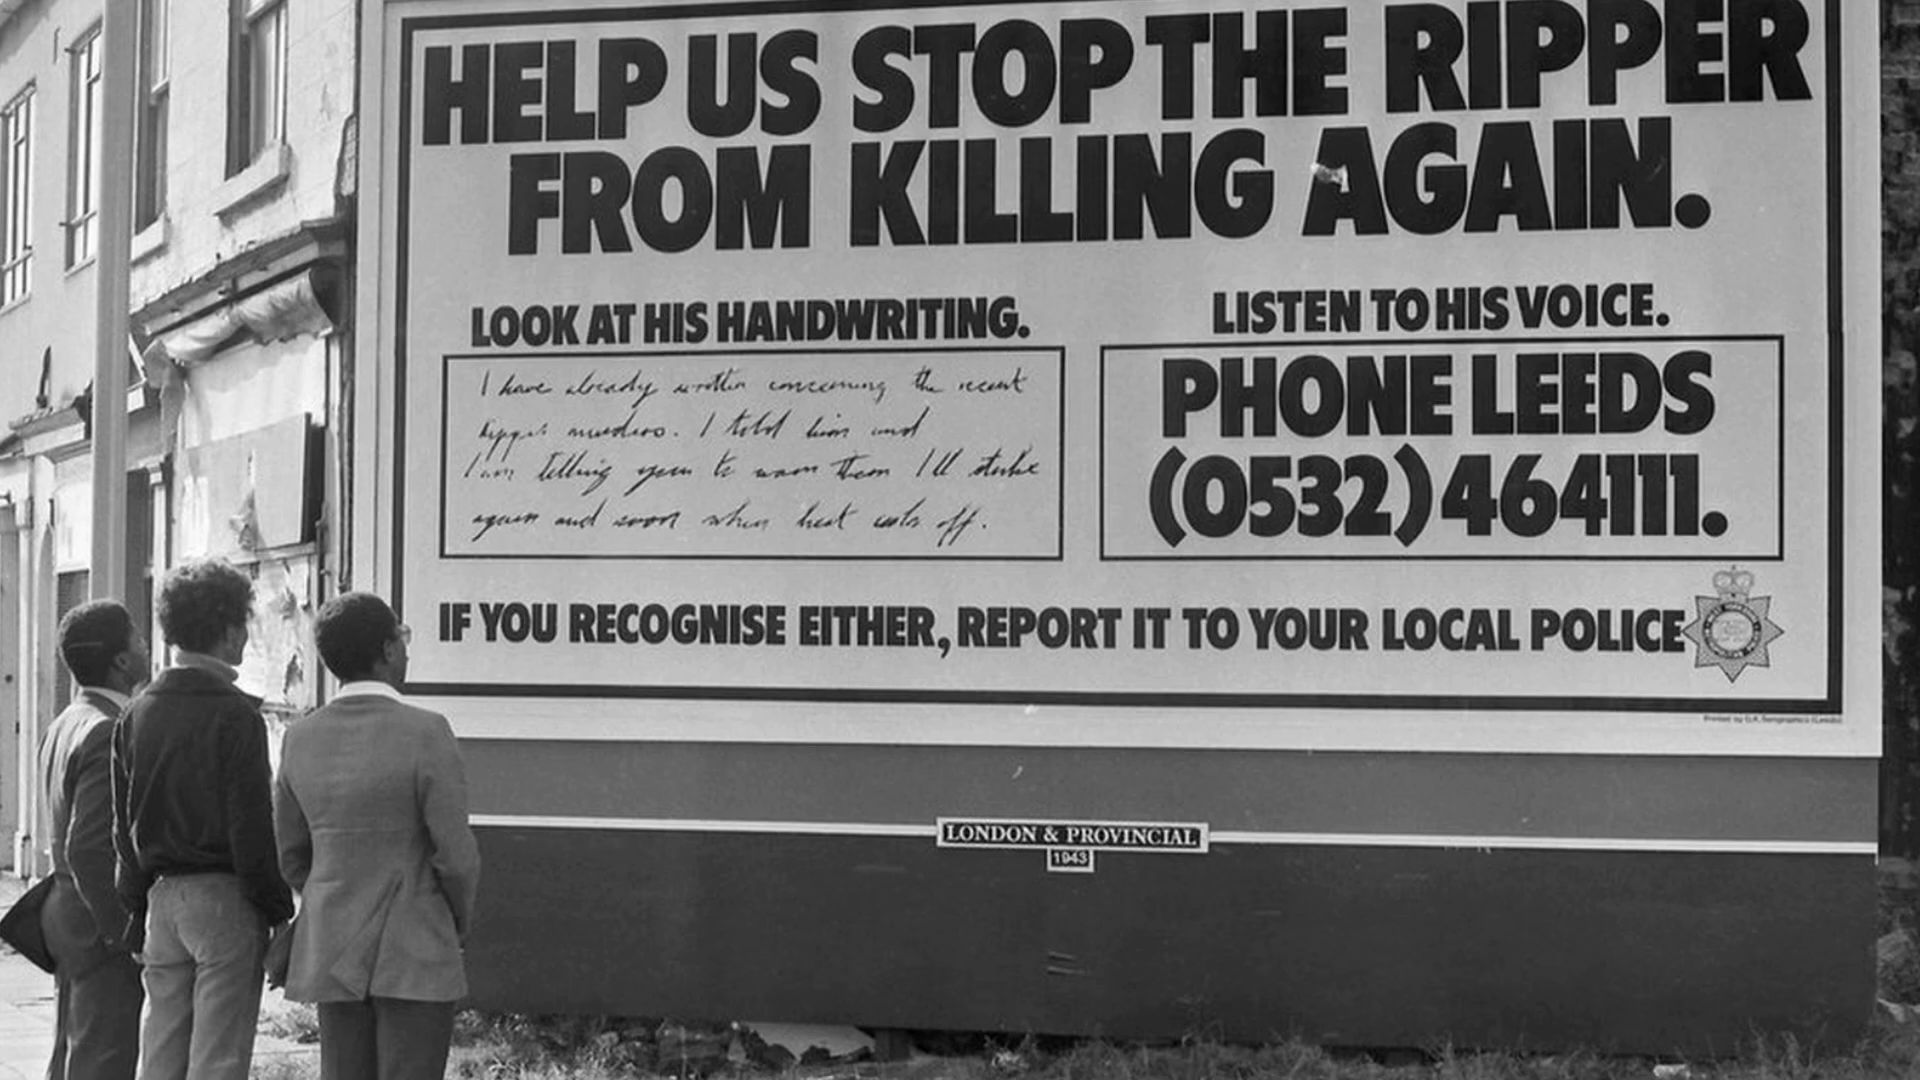 HELP US STOP THE RIPPER
FROM KILLING AGAIN.
LOOK AT HIS HANDWRITING.
I have already written concerning the recent
Ripper murders. I told him and
I am telling you to warn them I'll strike
again and soon when heat cools off.
LISTEN TO HIS VOICE.
PHONE LEEDS
(0532) 464111.
IF YOU RECOGNISE EITHER, REPORT IT TO YOUR LOCAL POLICE
LONDON & PROVINCIAL
1943